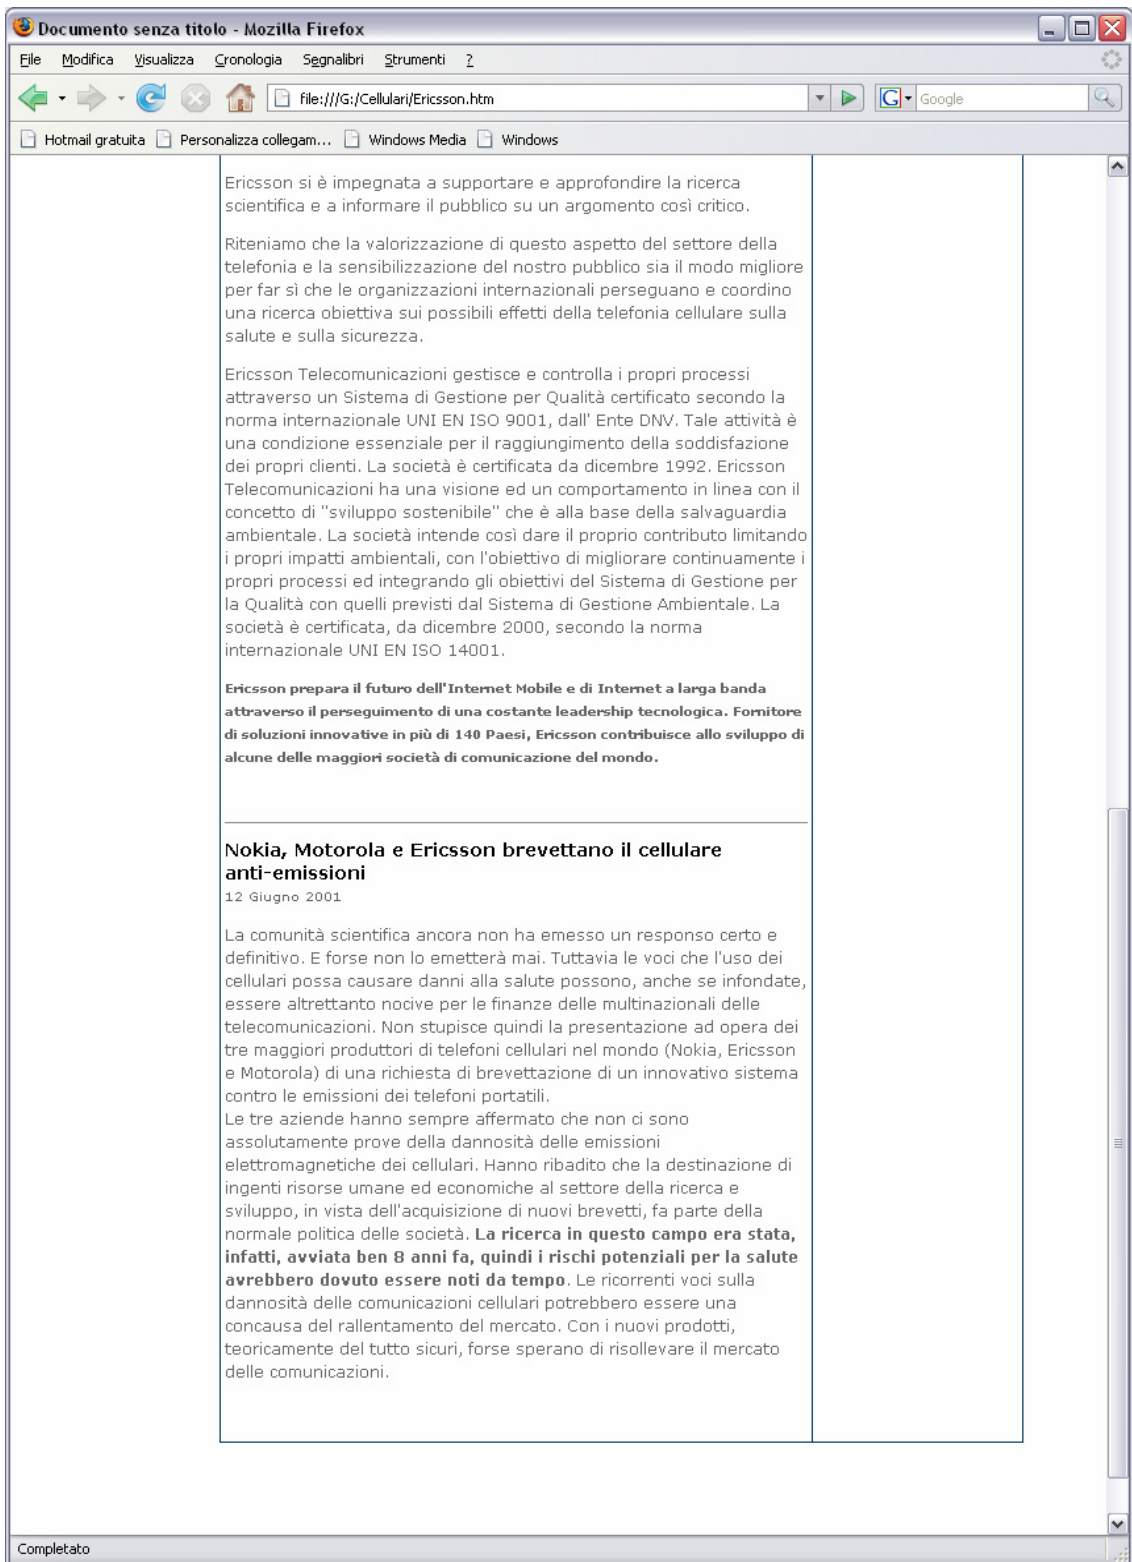 Documento senza titolo - Mozilla Firefox
File Modifica Visualizza Cronologia Segnalibri Strumenti ?
file:///G:/Cellulari/Ericsson.htm Google
Hotmail gratuita Personalizza collegam... Windows Media Windows
Ericsson si è impegnata a supportare e approfondire la ricerca
scientifica e a informare il pubblico su un argomento così critico.
Riteniamo che la valorizzazione di questo aspetto del settore della
telefonia e la sensibilizzazione del nostro pubblico sia il modo migliore
per far sì che le organizzazioni internazionali perseguano e coordino
una ricerca obiettiva sui possibili effetti della telefonia cellulare sulla
salute e sulla sicurezza.
Ericsson Telecomunicazioni gestisce e controlla i propri processi
attraverso un Sistema di Gestione per Qualità certificato secondo la
norma internazionale UNI EN ISO 9001, dall' Ente DNV. Tale attività è
una condizione essenziale per il raggiungimento della soddisfazione
dei propri clienti. La società è certificata da dicembre 1992. Ericsson
Telecomunicazioni ha una visione ed un comportamento in linea con il
concetto di "sviluppo sostenibile" che è alla base della salvaguardia
ambientale. La società intende così dare il proprio contributo limitando
i propri impatti ambientali, con l'obiettivo di migliorare continuamente i
propri processi ed integrando gli obiettivi del Sistema di Gestione per
la Qualità con quelli previsti dal Sistema di Gestione Ambientale. La
società è certificata, da dicembre 2000, secondo la norma
internazionale UNI EN ISO 14001.
Ericsson prepara il futuro dell'Internet Mobile e di Internet a larga banda
attraverso il perseguimento di una costante leadership tecnologica. Fornitore
di soluzioni innovative in più di 140 Paesi, Ericsson contribuisce allo sviluppo di
alcune delle maggiori società di comunicazione del mondo.
Nokia, Motorola e Ericsson brevettano il cellulare
anti-emissioni
12 Giugno 2001
La comunità scientifica ancora non ha emesso un responso certo e
definitivo. E forse non lo emetterà mai. Tuttavia le voci che l'uso dei
cellulari possa causare danni alla salute possono, anche se infondate,
essere altrettanto nocive per le finanze delle multinazionali delle
telecomunicazioni. Non stupisce quindi la presentazione ad opera dei
tre maggiori produttori di telefoni cellulari nel mondo (Nokia, Ericsson
e Motorola) di una richiesta di brevettazione di un innovativo sistema
contro le emissioni dei telefoni portatili.
Le tre aziende hanno sempre affermato che non ci sono
assolutamente prove della dannosità delle emissioni
elettromagnetiche dei cellulari. Hanno ribadito che la destinazione di
ingenti risorse umane ed economiche al settore della ricerca e
sviluppo, in vista dell'acquisizione di nuovi brevetti, fa parte della
normale politica delle società. La ricerca in questo campo era stata,
infatti, avviata ben 8 anni fa, quindi i rischi potenziali per la salute
avrebbero dovuto essere noti da tempo. Le ricorrenti voci sulla
dannosità delle comunicazioni cellulari potrebbero essere una
concausa del rallentamento del mercato. Con i nuovi prodotti,
teoricamente del tutto sicuri, forse sperano di risollevare il mercato
delle comunicazioni.
Completato